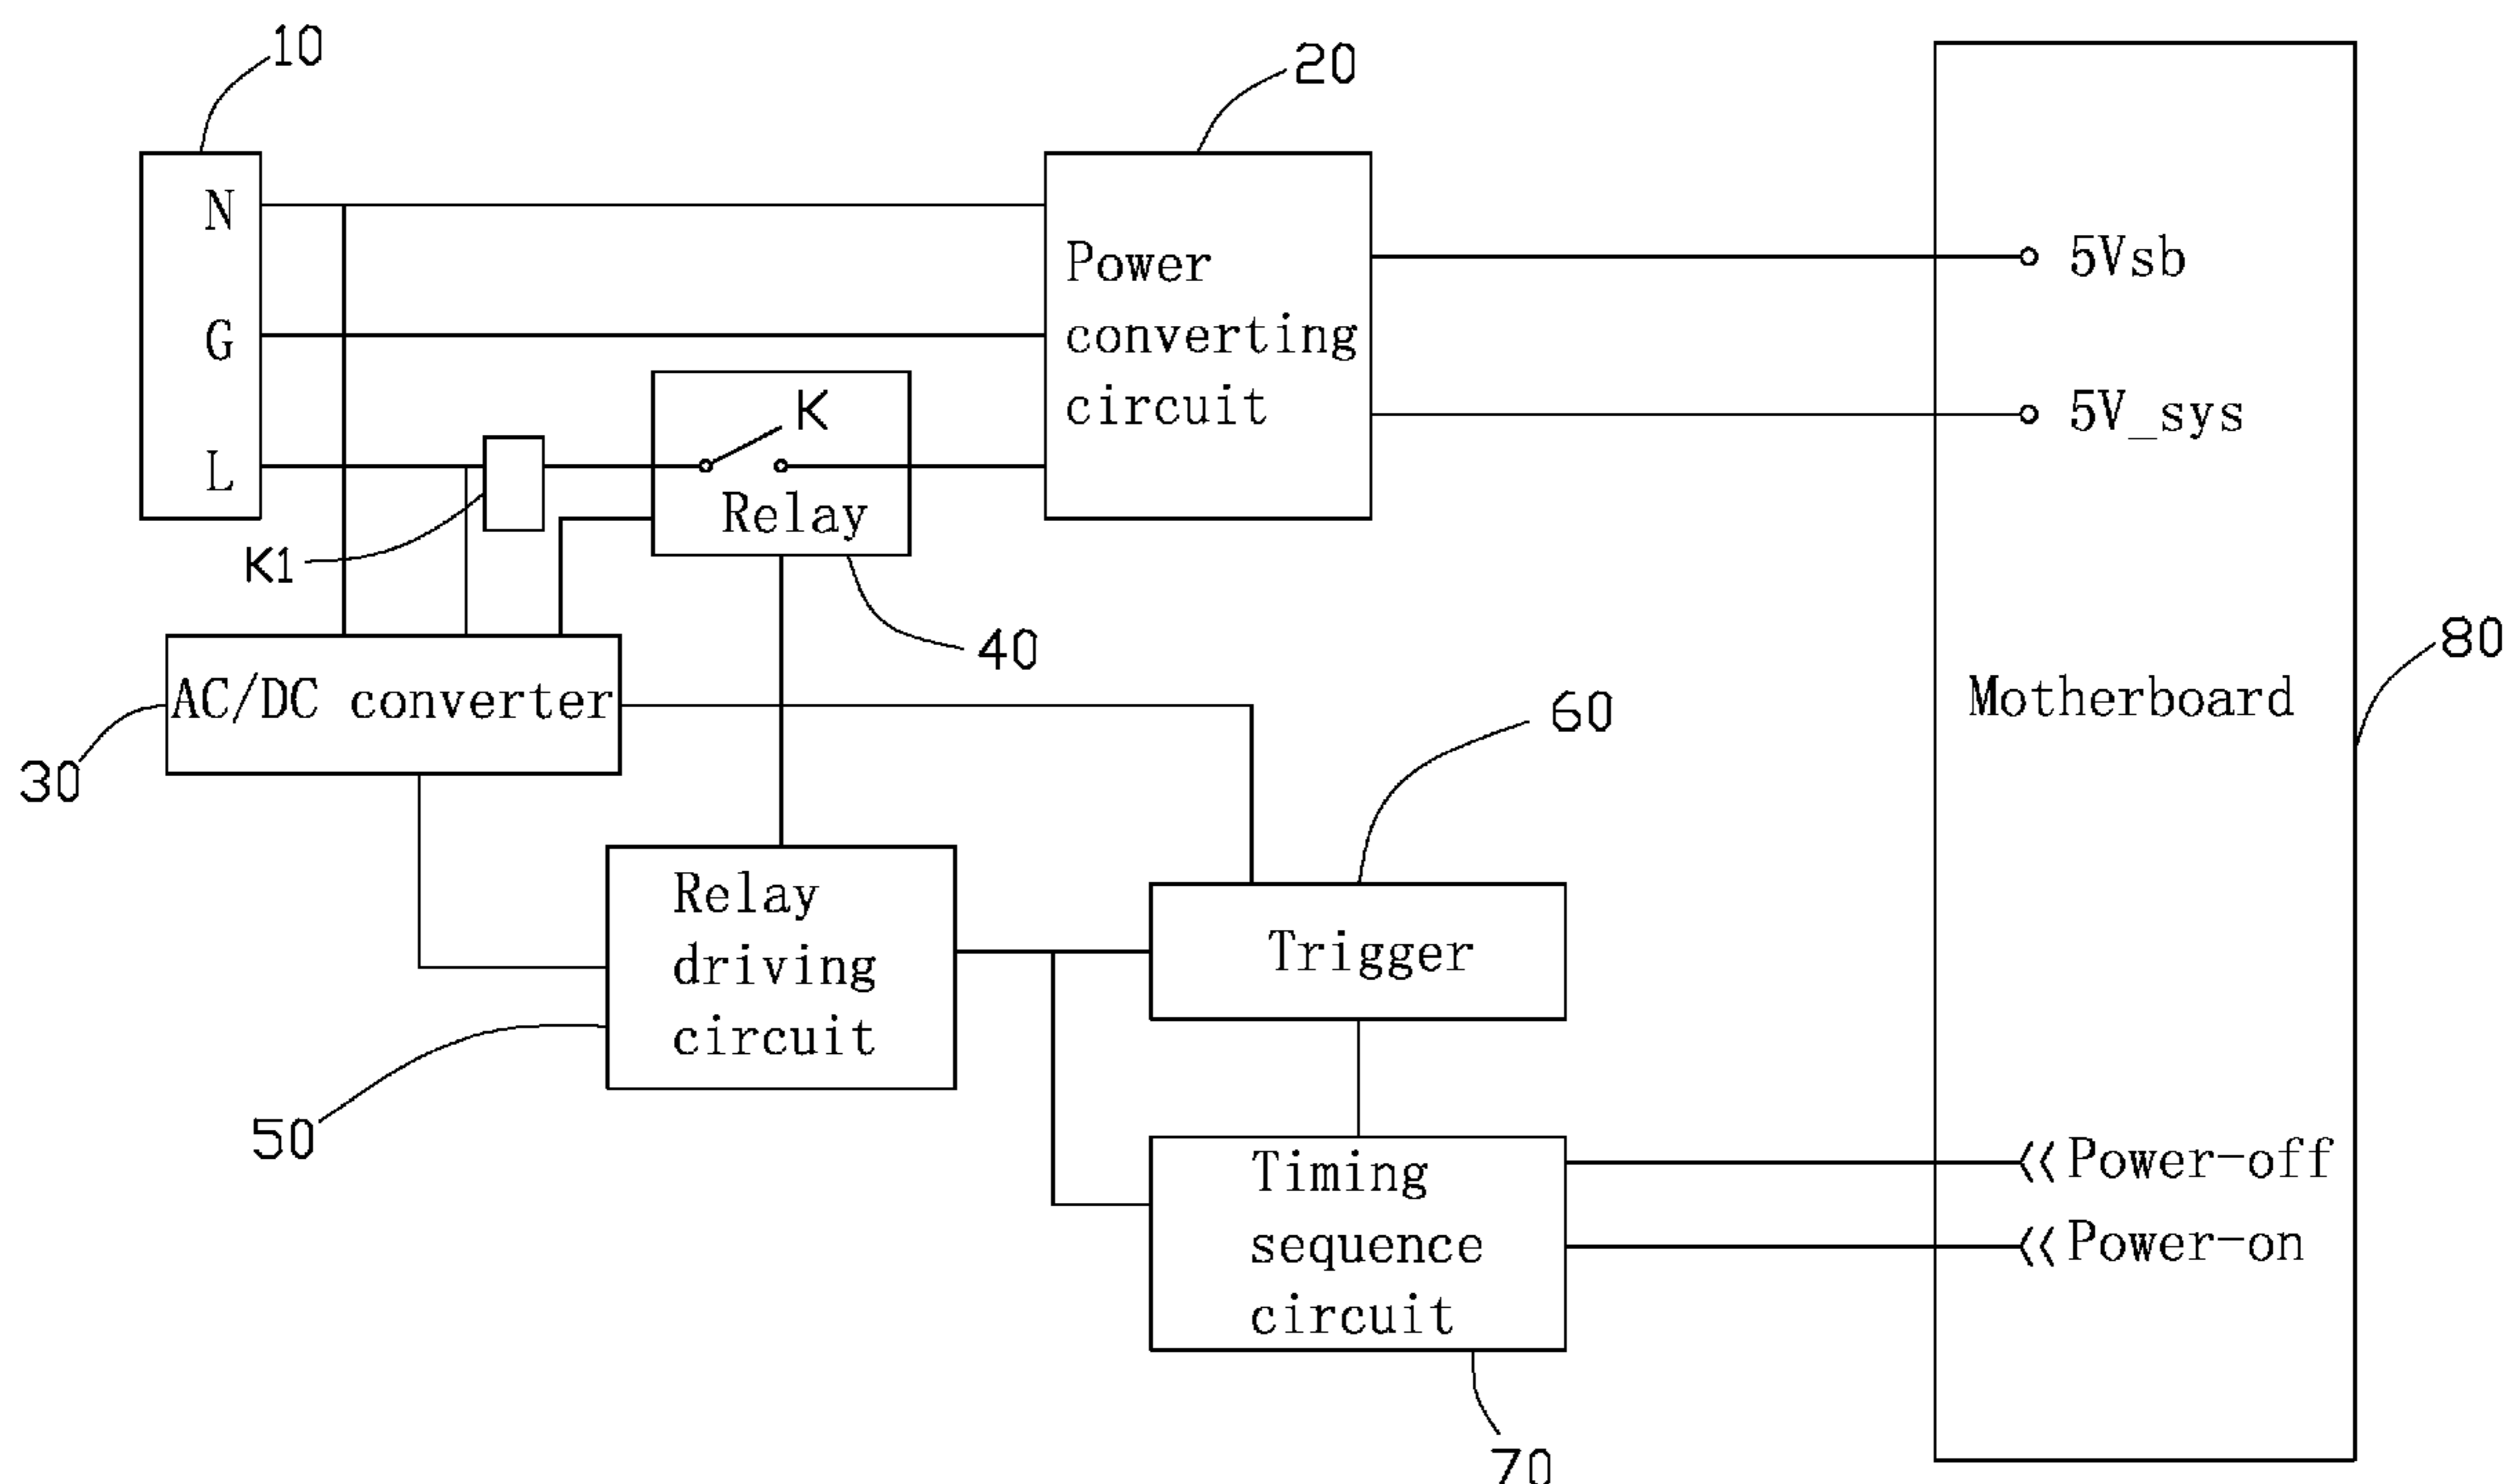 10
20
N
G
L
Power
converting
circuit
5Vsb
5V_sys
K
Relay
K1
40
AC/DC converter
30
60
Motherboard
80
Relay
driving
circuit
50
Trigger
Timing
sequence
circuit
Power-off
Power-on
70